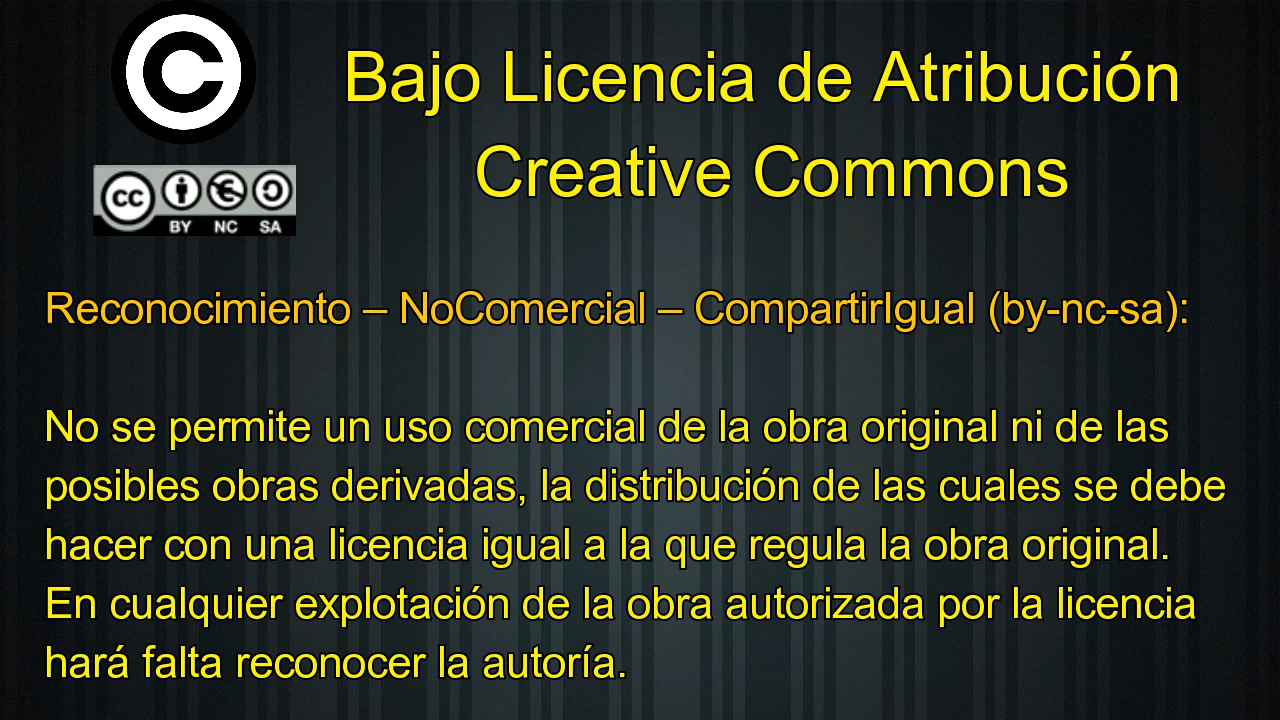 Bajo Licencia de Atribución
Creative Commons
cc
BY NC SA
Reconocimiento – NoComercial – CompartirIgual (by-nc-sa):
No se permite un uso comercial de la obra original ni de las
posibles obras derivadas, la distribución de las cuales se debe
hacer con una licencia igual a la que regula la obra original.
En cualquier explotación de la obra autorizada por la licencia
hará falta reconocer la autoría.